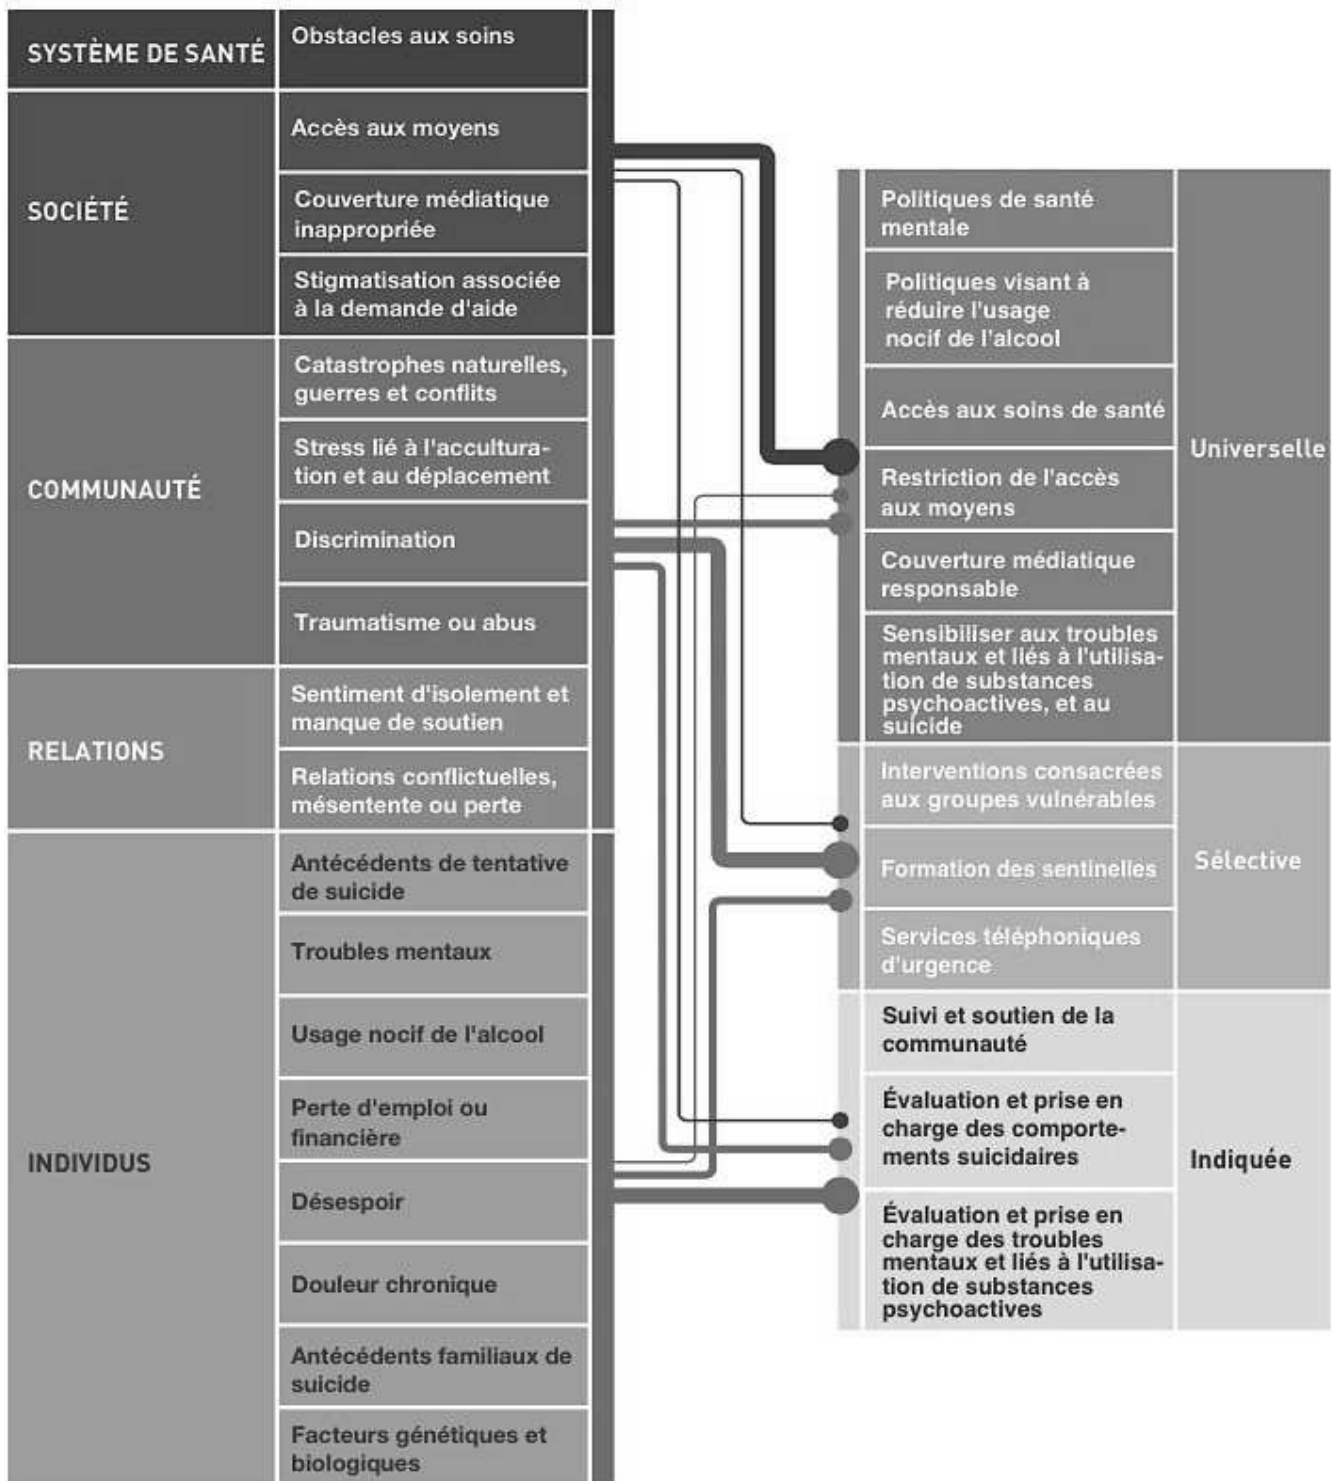 SYSTÈME DE SANTÉ
Obstacles aux soins
SOCIÉTÉ
Accès aux moyens
Couverture médiatique
inappropriée
Stigmatisation associée
à la demande d'aide
COMMUNAUTÉ
Catastrophes naturelles,
guerres et conflits
Stress lié à l'accultura-
tion et au déplacement
Discrimination
Traumatisme ou abus
RELATIONS
Sentiment d'isolement et
manque de soutien
Relations conflictuelles,
mésentente ou perte
INDIVIDUS
Antécédents de tentative
de suicide
Troubles mentaux
Usage nocif de l'alcool
Perte d'emploi ou
financière
Désespoir
Douleur chronique
Antécédents familiaux de
suicide
Facteurs génétiques et
biologiques
Politiques de santé
mentale
Politiques visant à
réduire l'usage
nocif de l'alcool
Accès aux soins de santé
Restriction de l'accès
aux moyens
Couverture médiatique
responsable
Sensibiliser aux troubles
mentaux et liés à l'utilisa-
tion de substances
psychoactives, et au
suicide
Universelle
Interventions consacrées
aux groupes vulnérables
Formation des sentinelles
Services téléphoniques
d'urgence
Sélective
Suivi et soutien de la
communauté
Évaluation et prise en
charge des comporte-
ments suicidaires
Évaluation et prise en
charge des troubles
mentaux et liés à l'utilisa-
tion de substances
psychoactives
Indiquée